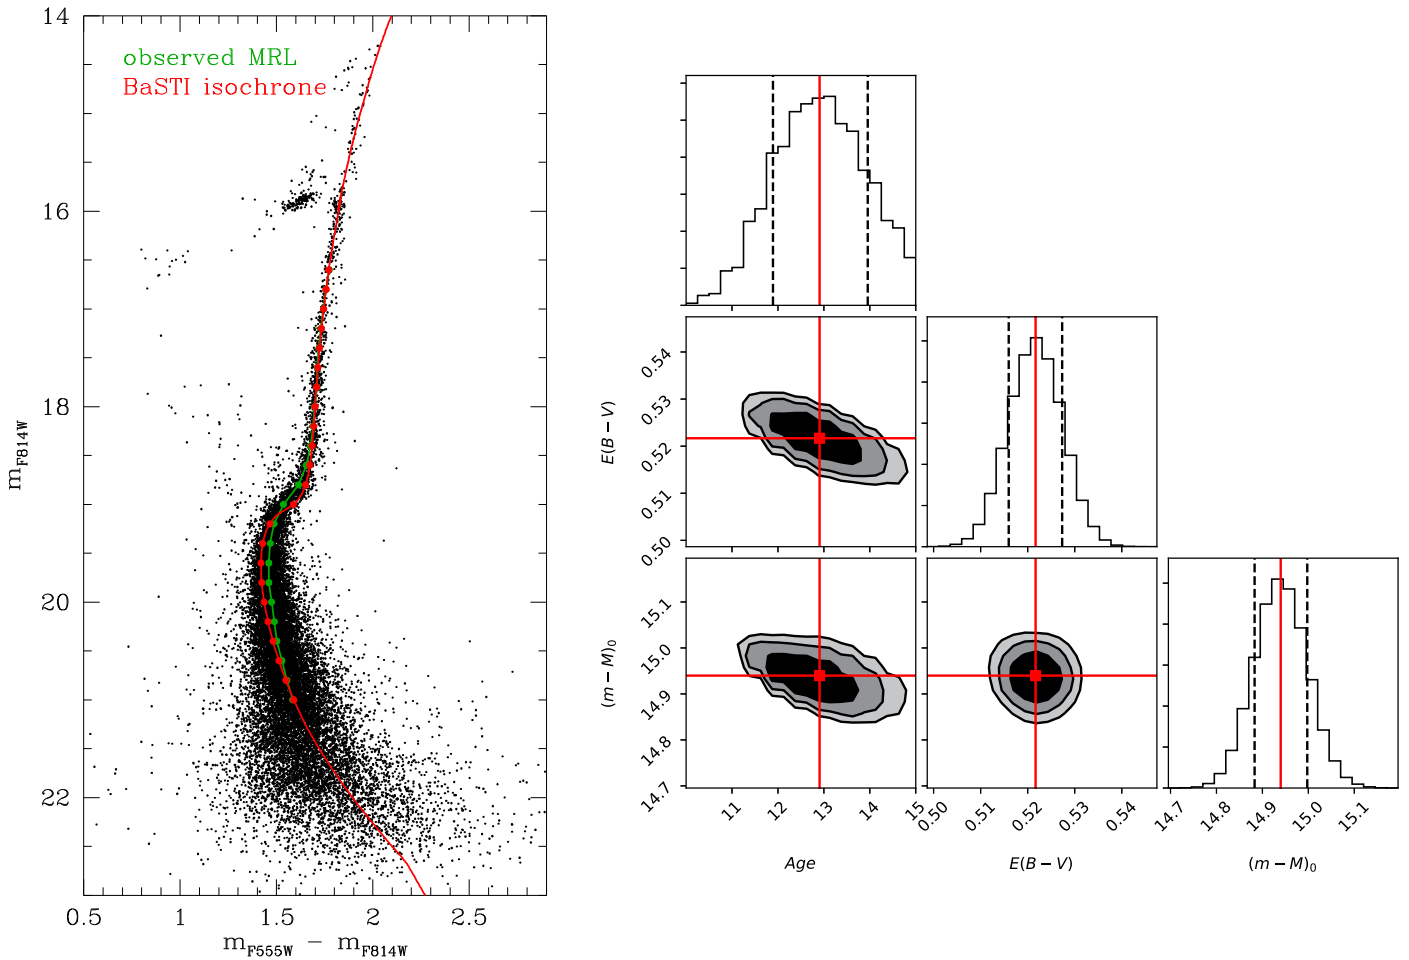 14
16
18
20
22
m_F814W
observed MRL
BaSTI isochrone
0.5 1 1.5 2 2.5
m_F555W − m_F814W
0.54
0.53
0.52
0.51
0.50
E(B − V)
15.1
15.0
14.9
14.8
14.7
(m − M)₀
11 12 13 14 15
0.50 0.51 0.52 0.53 0.54
14.7 14.8 14.9 15.0 15.1
Age
E(B − V)
(m − M)₀